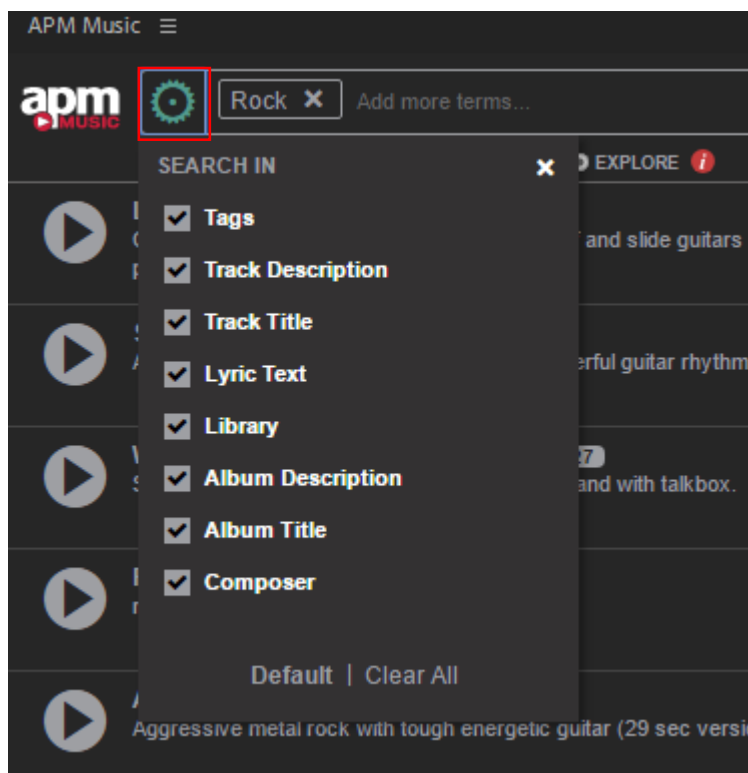 APM Music
apm
MUSIC
Rock
Add more terms...
SEARCH IN
EXPLORE i
Tags
and slide guitars
Track Description
Track Title
erful guitar rhythm
Lyric Text
Library
27
Album Description
and with talkbox.
Album Title
Composer
Default | Clear All
Aggressive metal rock with tough energetic guitar (29 sec versi